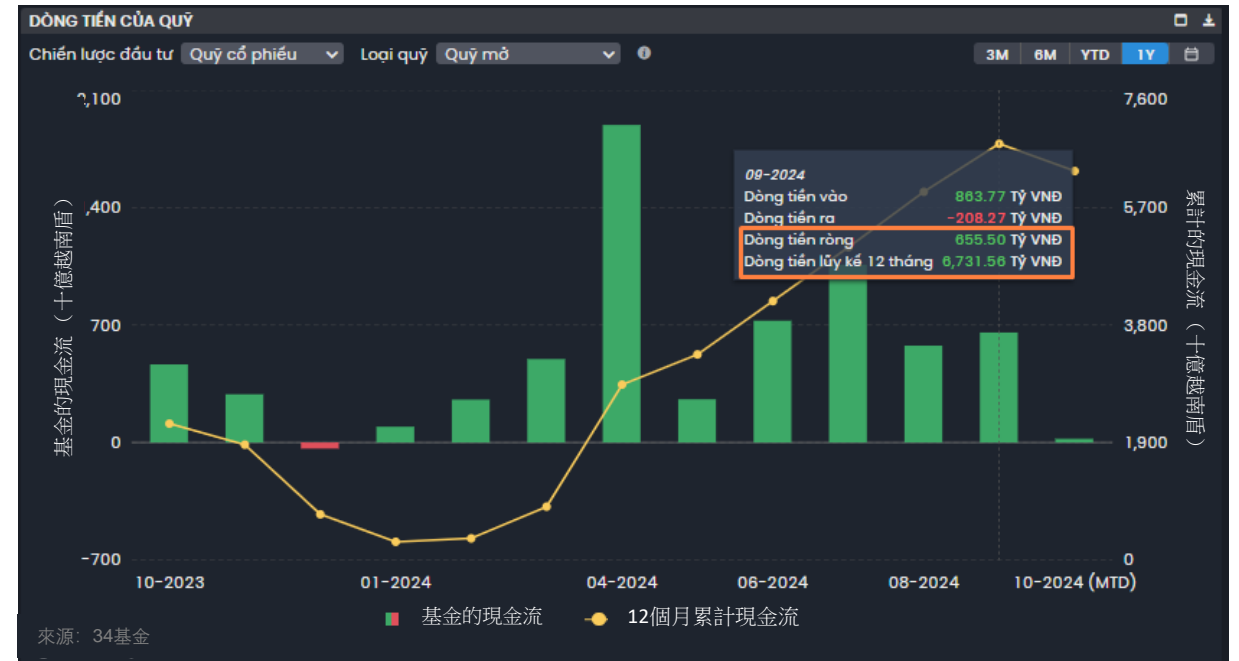 DÒNG TIỀN CỦA QUỸ
Chiến lược đầu tư Quỹ cổ phiếu Loại quỹ Quỹ mở 3M 6M YTD 1Y
,100 7,600
09-2024
Dòng tiền vào 863.77 Tỷ VNĐ
Dòng tiền ra -208.27 Tỷ VNĐ
Dòng tiền ròng 655.50 Tỷ VNĐ
Dòng tiền lũy kế 12 tháng 6,731.56 Tỷ VNĐ
,400 5,700
700 3,800
0 1,900
-700 0
基金的現金流（十億越南盾）
累計的現金流（十億越南盾）
10-2023 01-2024 04-2024 06-2024 08-2024 10-2024 (MTD)
基金的現金流 12個月累計現金流
來源: 34基金